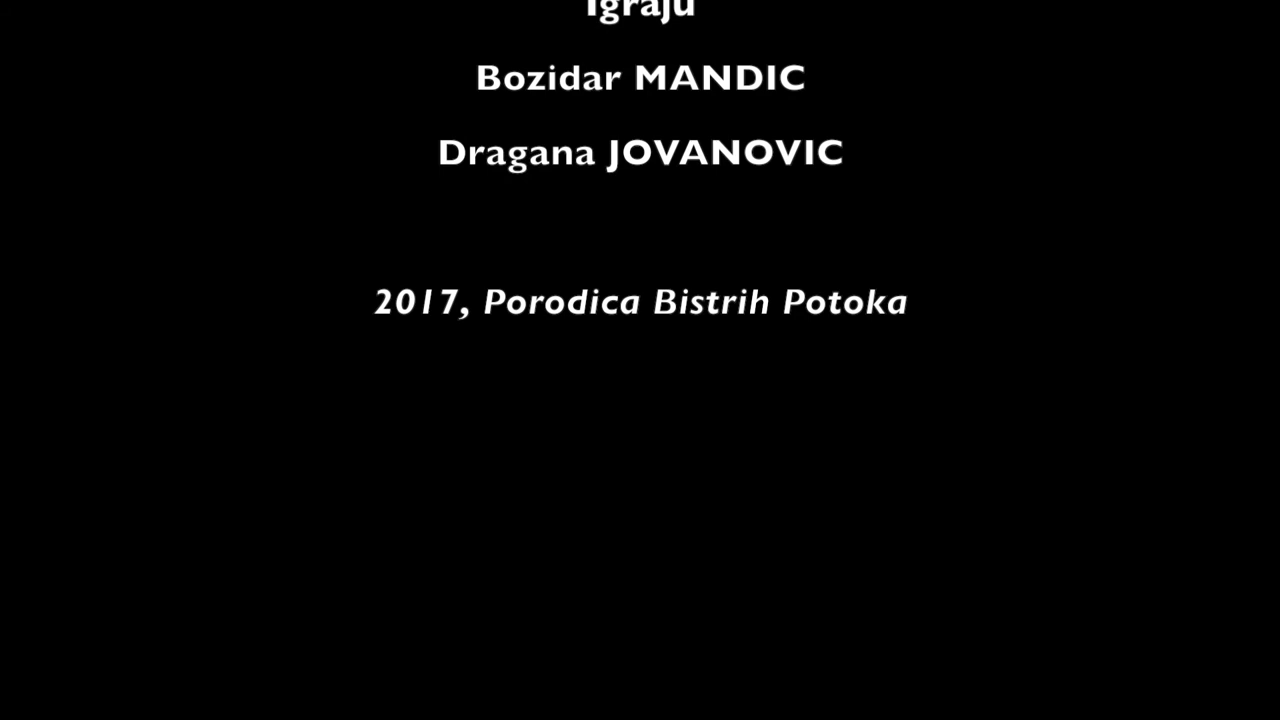 Igraju
Bozidar MANDIC
Dragana JOVANOVIC
2017, Porodica Bistrih Potoka